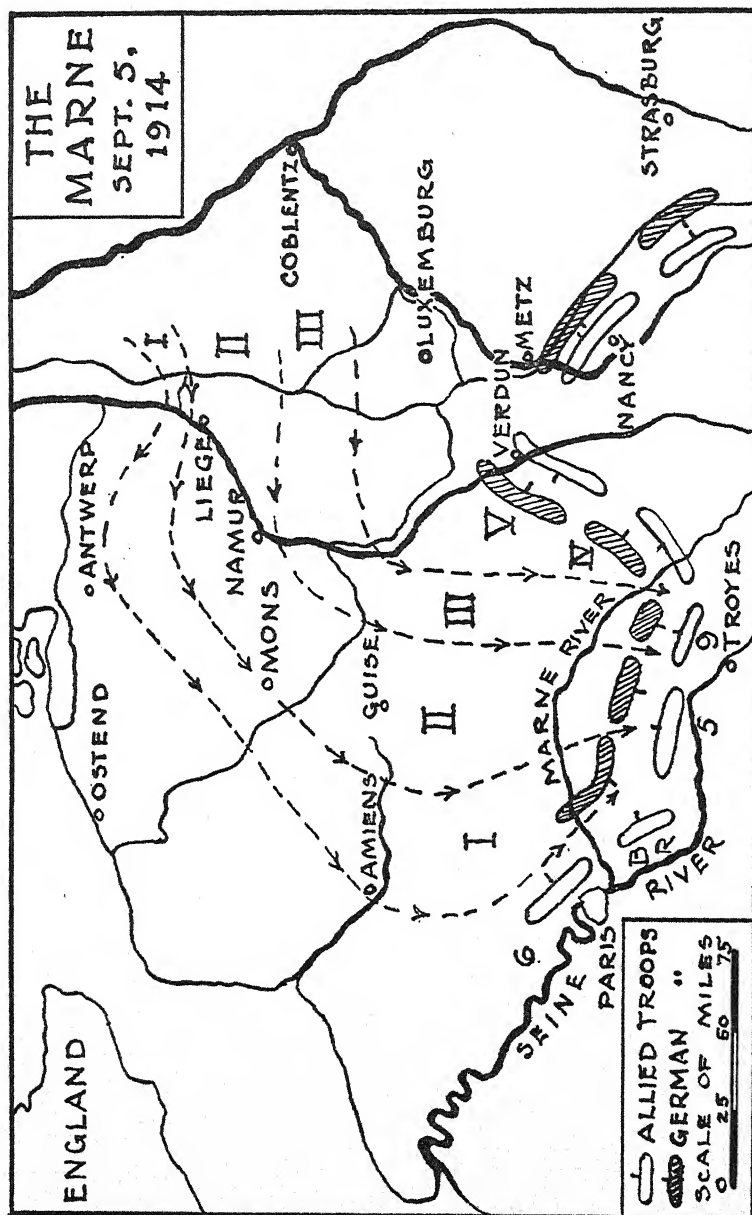 THE
MARNE
SEPT. 5,
1914
ENGLAND
OSTEND
ANTWERP
I
LIEGE
II
COBLENTZ
NAMUR
III
MONS
GUISE
LUXEMBURG
AMIENS
I
II
III
IV
V
VERDUN
METZ
NANCY
STRASBURG
MARNE RIVER
6
SEINE
RIVER
PARIS
BR
5
9
TROYES
ALLIED TROOPS
GERMAN "
SCALE OF MILES
0 25 50 75